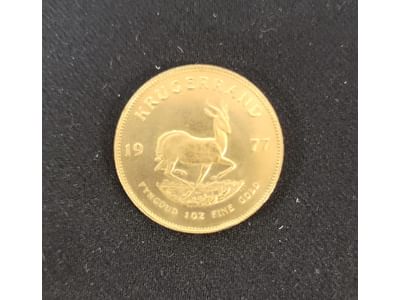 KRUGERRAND
19 77
FYNGOUD 1OZ FINE GOLD